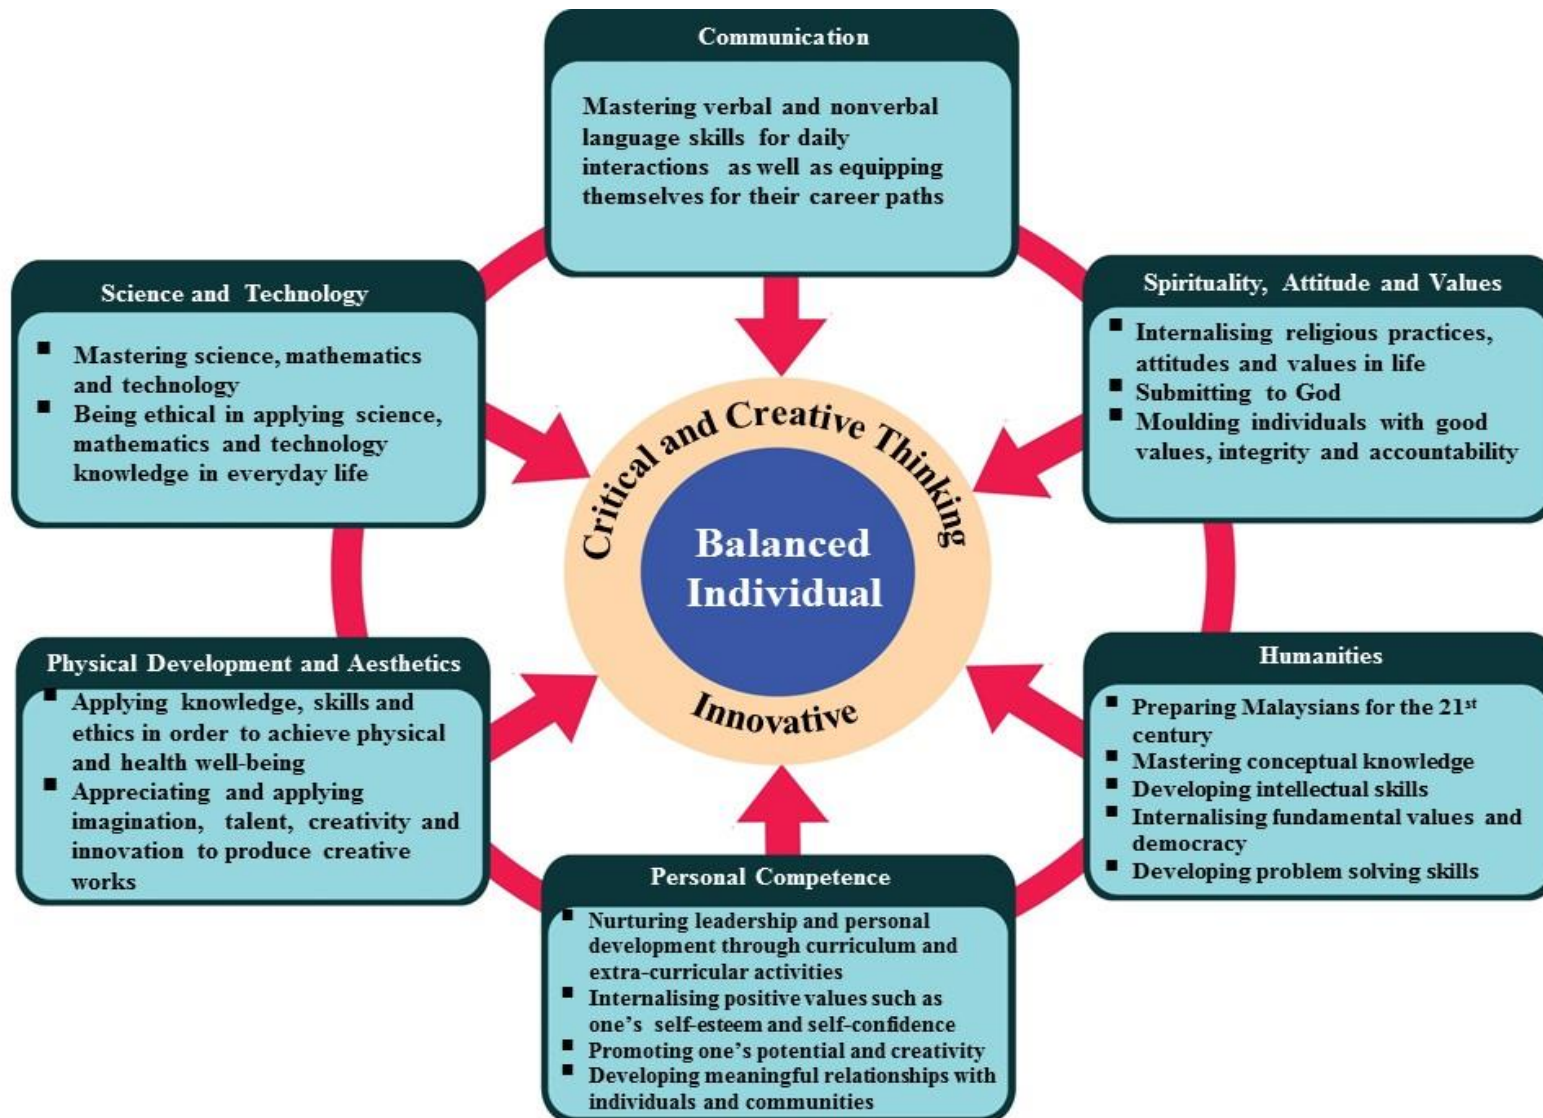 Communication
Mastering verbal and nonverbal
language skills for daily
interactions as well as equipping
themselves for their career paths
Science and Technology
▪ Mastering science, mathematics
and technology
▪ Being ethical in applying science,
mathematics and technology
knowledge in everyday life
Spirituality, Attitude and Values
▪ Internalising religious practices,
attitudes and values in life
▪ Submitting to God
▪ Moulding individuals with good
values, integrity and accountability
Critical and Creative Thinking
Balanced
Individual
Innovative
Physical Development and Aesthetics
▪ Applying knowledge, skills and
ethics in order to achieve physical
and health well-being
▪ Appreciating and applying
imagination, talent, creativity and
innovation to produce creative
works
Humanities
▪ Preparing Malaysians for the 21st
century
▪ Mastering conceptual knowledge
▪ Developing intellectual skills
▪ Internalising fundamental values and
democracy
▪ Developing problem solving skills
Personal Competence
▪ Nurturing leadership and personal
development through curriculum and
extra-curricular activities
▪ Internalising positive values such as
one's self-esteem and self-confidence
▪ Promoting one's potential and creativity
▪ Developing meaningful relationships with
individuals and communities